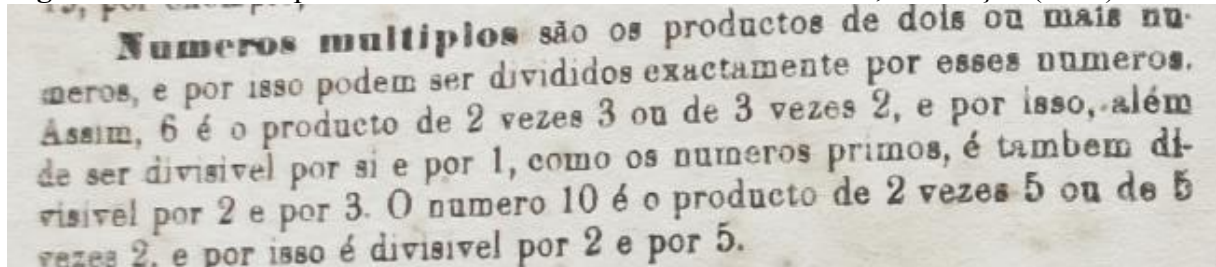 Numeros multiplos são os productos de dois ou mais nu-
meros, e por isso podem ser divididos exactamente por esses numeros.
Assim, 6 é o producto de 2 vezes 3 ou de 3 vezes 2, e por isso, além
de ser divisivel por si e por 1, como os numeros primos, é tambem di-
visivel por 2 e por 3. O numero 10 é o producto de 2 vezes 5 ou de 5
vezes 2, e por isso é divisivel por 2 e por 5.